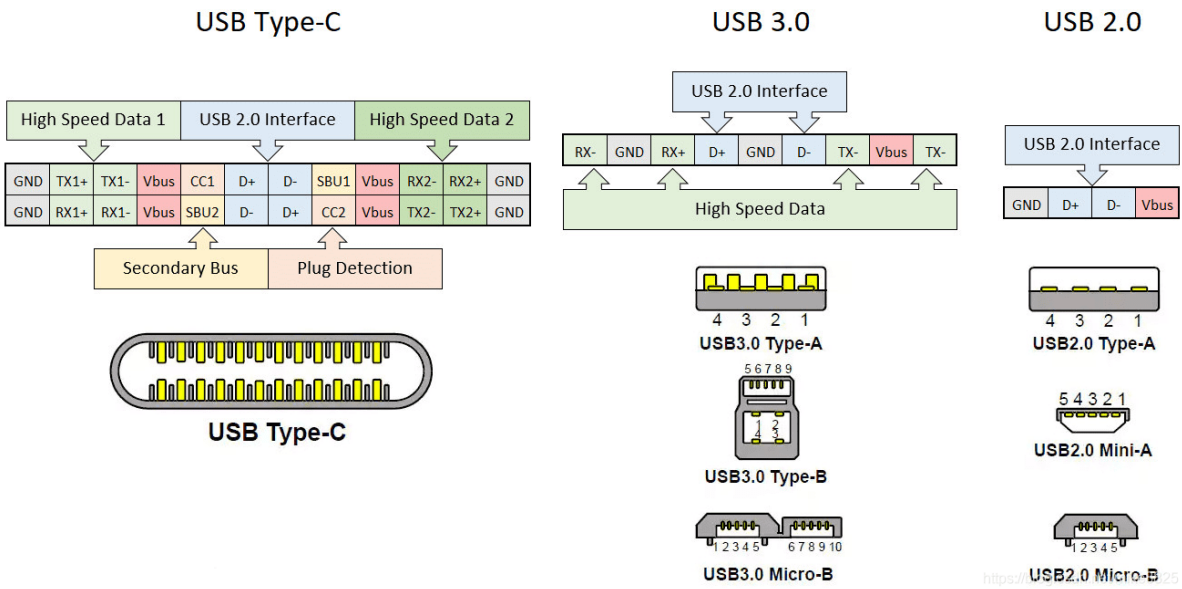 USB Type-C
USB 3.0
USB 2.0
High Speed Data 1
USB 2.0 Interface
High Speed Data 2
GND TX1+ TX1- Vbus CC1 D+ D- SBU1 Vbus RX2- RX2+ GND
GND RX1+ RX1- Vbus SBU2 D- D+ CC2 Vbus TX2- TX2+ GND
Secondary Bus
Plug Detection
USB Type-C
USB 2.0 Interface
RX- GND RX+ D+ GND D- TX- Vbus TX-
High Speed Data
4 3 2 1
USB3.0 Type-A
5 6 7 8 9
1 2
4 3
USB3.0 Type-B
1 2 3 4 5 6 7 8 9 10
USB3.0 Micro-B
USB 2.0 Interface
GND D+ D- Vbus
4 3 2 1
USB2.0 Type-A
5 4 3 2 1
USB2.0 Mini-A
1 2 3 4 5
USB2.0 Micro-B